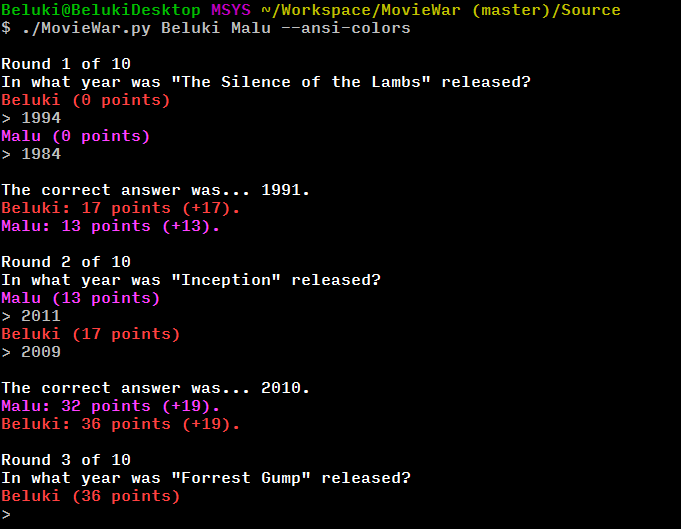 Beluki@BelukiDesktop MSYS ~/Workspace/MovieWar (master)/Source
$ ./MovieWar.py Beluki Malu --ansi-colors
Round 1 of 10
In what year was "The Silence of the Lambs" released?
Beluki (0 points)
> 1994
Malu (0 points)
> 1984
The correct answer was... 1991.
Beluki: 17 points (+17).
Malu: 13 points (+13).
Round 2 of 10
In what year was "Inception" released?
Malu (13 points)
> 2011
Beluki (17 points)
> 2009
The correct answer was... 2010.
Malu: 32 points (+19).
Beluki: 36 points (+19).
Round 3 of 10
In what year was "Forrest Gump" released?
Beluki (36 points)
>